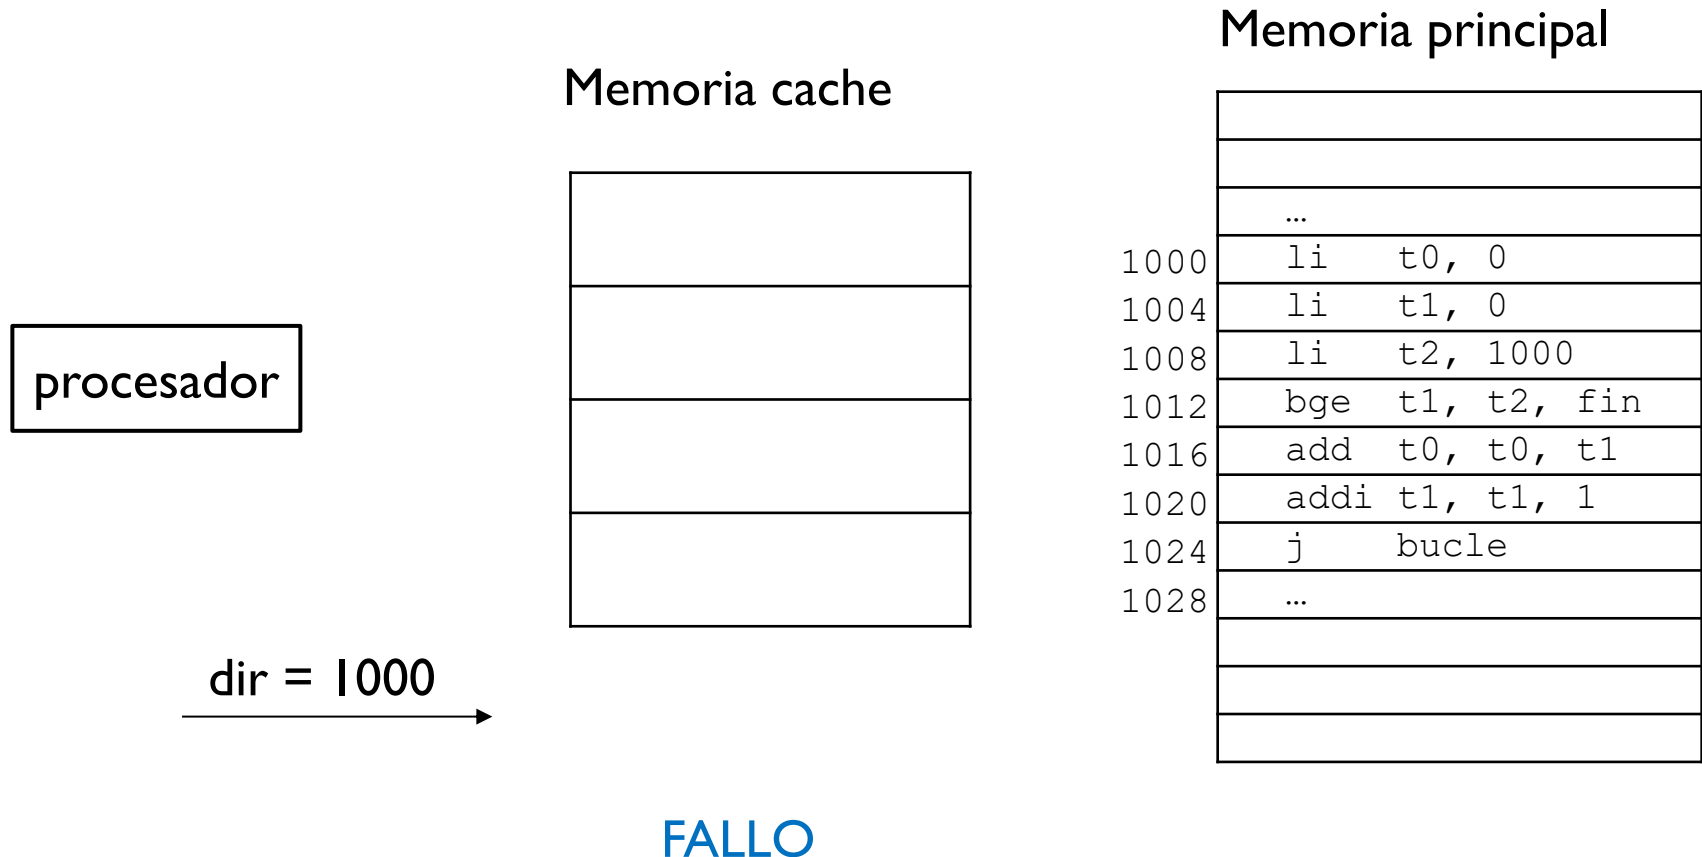 Memoria principal
Memoria cache
…
1000 li t0, 0
1004 li t1, 0
1008 li t2, 1000
1012 bge t1, t2, fin
1016 add t0, t0, t1
1020 addi t1, t1, 1
1024 j bucle
1028 …
procesador
dir = 1000
FALLO